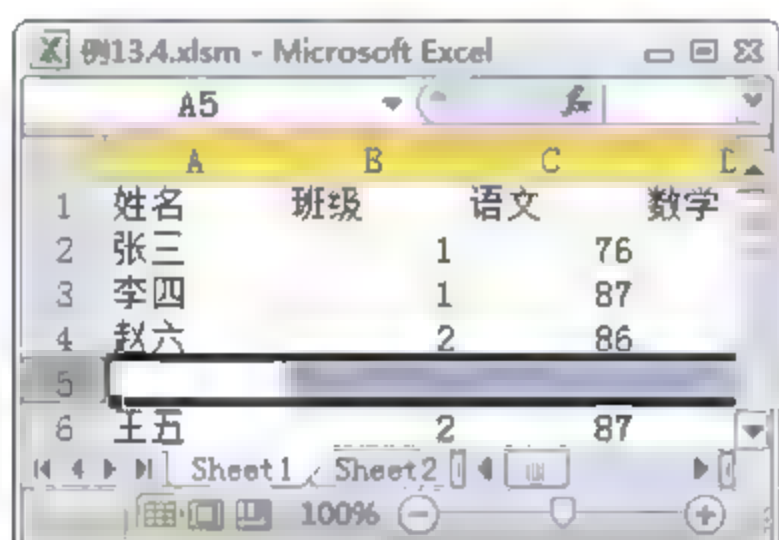 例13.4.xlsm - Microsoft Excel
A5 fx
A B C D
1 姓名 班级 语文 数学
2 张三 1 76
3 李四 1 87
4 赵六 2 86
5
6 王五 2 87
Sheet1 Sheet2
100%